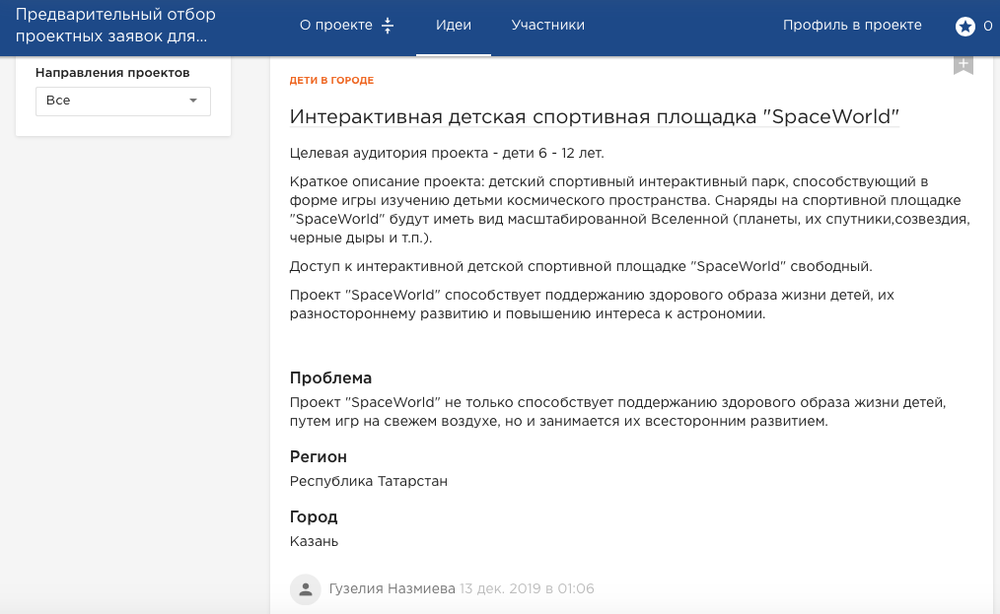 Предварительный отбор
проектных заявок для...
О проекте
Идеи
Участники
Профиль в проекте
0
Направления проектов
Все
ДЕТИ В ГОРОДЕ
Интерактивная детская спортивная площадка "SpaceWorld"
Целевая аудитория проекта - дети 6 - 12 лет.
Краткое описание проекта: детский спортивный интерактивный парк, способствующий в
форме игры изучению детьми космического пространства. Снаряды на спортивной площадке
"SpaceWorld" будут иметь вид масштабированной Вселенной (планеты, их спутники,созвездия,
черные дыры и т.п.).
Доступ к интерактивной детской спортивной площадке "SpaceWorld" свободный.
Проект "SpaceWorld" способствует поддержанию здорового образа жизни детей, их
разностороннему развитию и повышению интереса к астрономии.
Проблема
Проект "SpaceWorld" не только способствует поддержанию здорового образа жизни детей,
путем игр на свежем воздухе, но и занимается их всесторонним развитием.
Регион
Республика Татарстан
Город
Казань
Гузелия Назмиева 13 дек. 2019 в 01:06